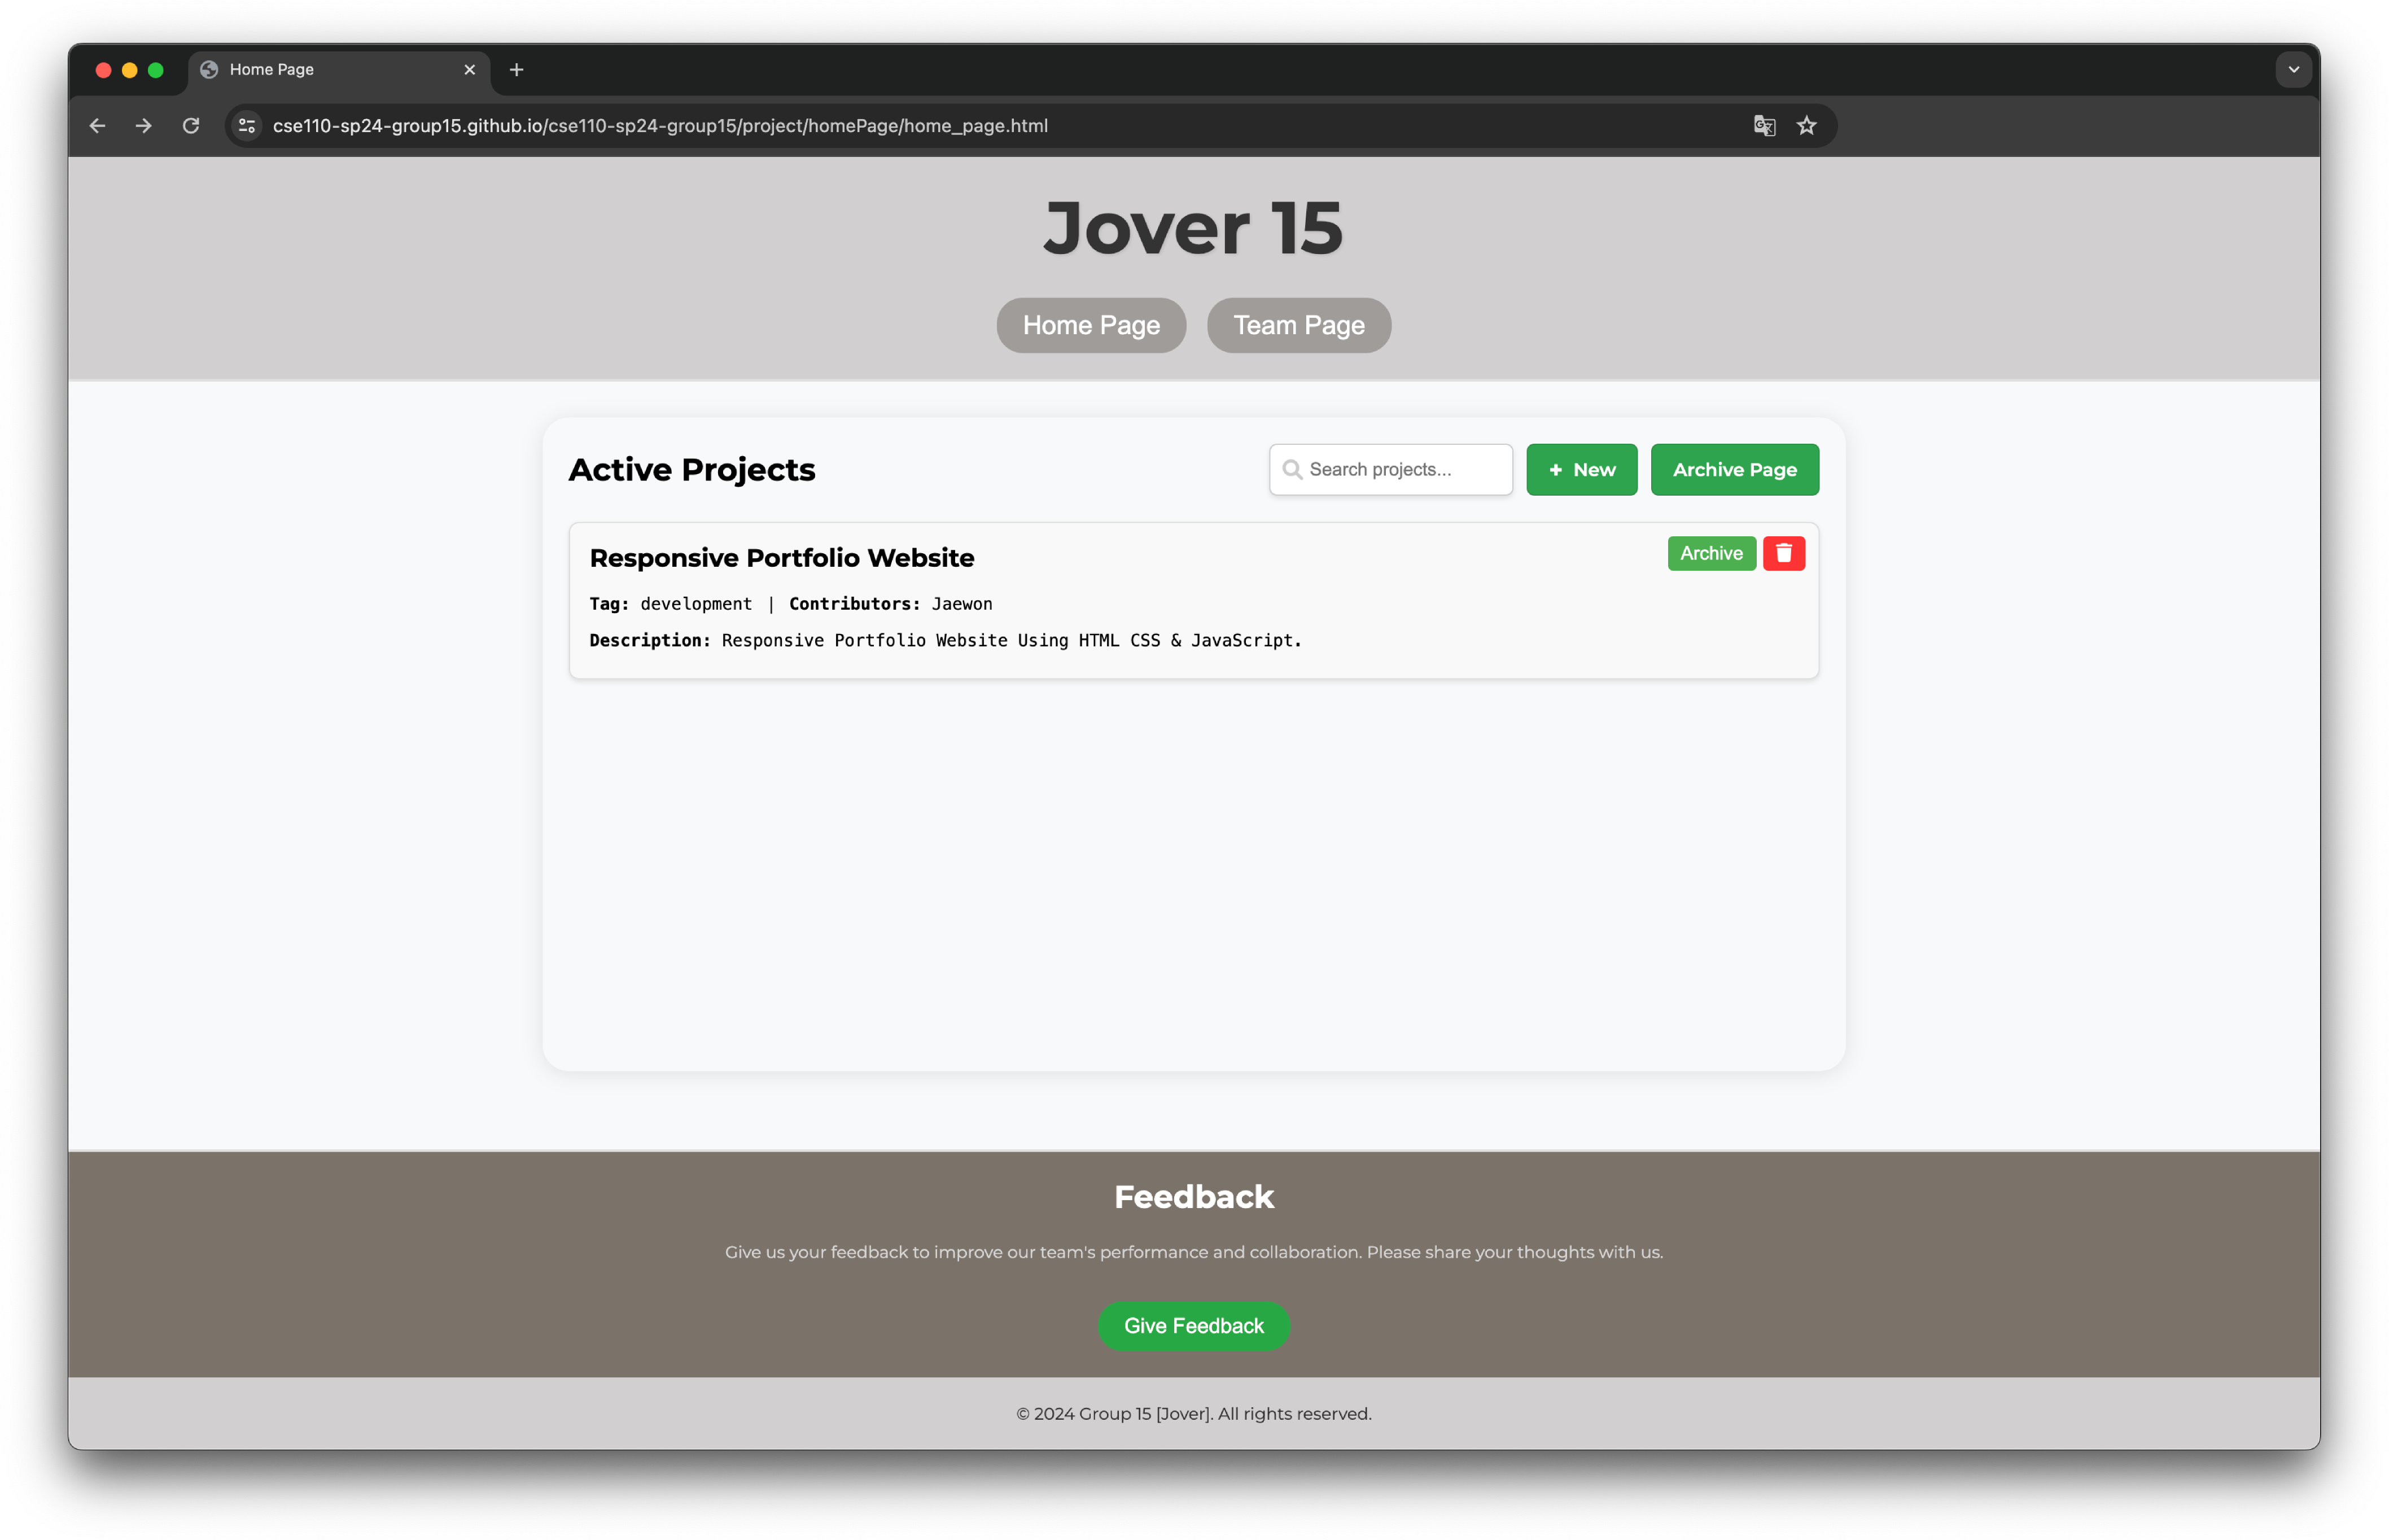 Home Page
cse110-sp24-group15.github.io/cse110-sp24-group15/project/homePage/home_page.html
Jover 15
Home Page Team Page
Active Projects Search projects... + New Archive Page
Responsive Portfolio Website Archive
Tag: development | Contributors: Jaewon
Description: Responsive Portfolio Website Using HTML CSS & JavaScript.
Feedback
Give us your feedback to improve our team's performance and collaboration. Please share your thoughts with us.
Give Feedback
© 2024 Group 15 [Jover]. All rights reserved.